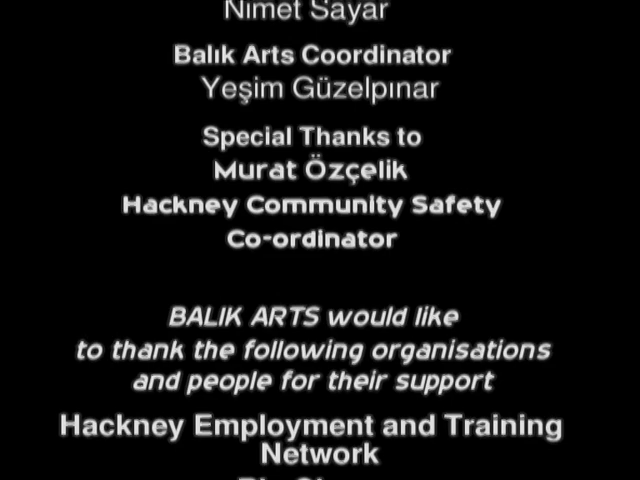 Nimet Sayar
Balık Arts Coordinator
Yeşim Güzelpınar
Special Thanks to
Murat Özçelik
Hackney Community Safety
Co-ordinator
BALIK ARTS would like
to thank the following organisations
and people for their support
Hackney Employment and Training
Network